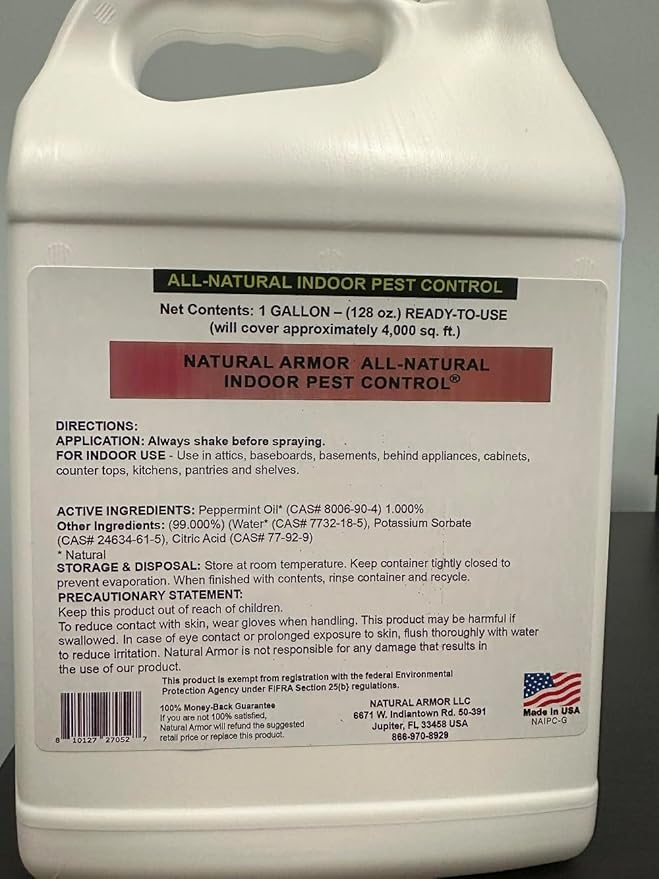 ALL-NATURAL INDOOR PEST CONTROL
Net Contents: 1 GALLON – (128 oz.) READY-TO-USE
(will cover approximately 4,000 sq. ft.)
NATURAL ARMOR ALL-NATURAL
INDOOR PEST CONTROL®
DIRECTIONS:
APPLICATION: Always shake before spraying.
FOR INDOOR USE - Use in attics, baseboards, basements, behind appliances, cabinets,
counter tops, kitchens, pantries and shelves.
ACTIVE INGREDIENTS: Peppermint Oil* (CAS# 8006-90-4) 1.000%
Other Ingredients: (99.000%) (Water* (CAS# 7732-18-5), Potassium Sorbate
(CAS# 24634-61-5), Citric Acid (CAS# 77-92-9)
* Natural
STORAGE & DISPOSAL: Store at room temperature. Keep container tightly closed to
prevent evaporation. When finished with contents, rinse container and recycle.
PRECAUTIONARY STATEMENT:
Keep this product out of reach of children.
To reduce contact with skin, wear gloves when handling. This product may be harmful if
swallowed. In case of eye contact or prolonged exposure to skin, flush thoroughly with water
to reduce irritation. Natural Armor is not responsible for any damage that results in
the use of our product.
This product is exempt from registration with the federal Environmental
Protection Agency under FIFRA Section 25(b) regulations.
100% Money-Back Guarantee
If you are not 100% satisfied,
Natural Armor will refund the suggested
retail price or replace this product.
NATURAL ARMOR LLC
6671 W. Indiantown Rd. 50-391
Jupiter, FL 33458 USA
866-970-8929
Made In USA
NAIPC-G
8 10127 27052 7